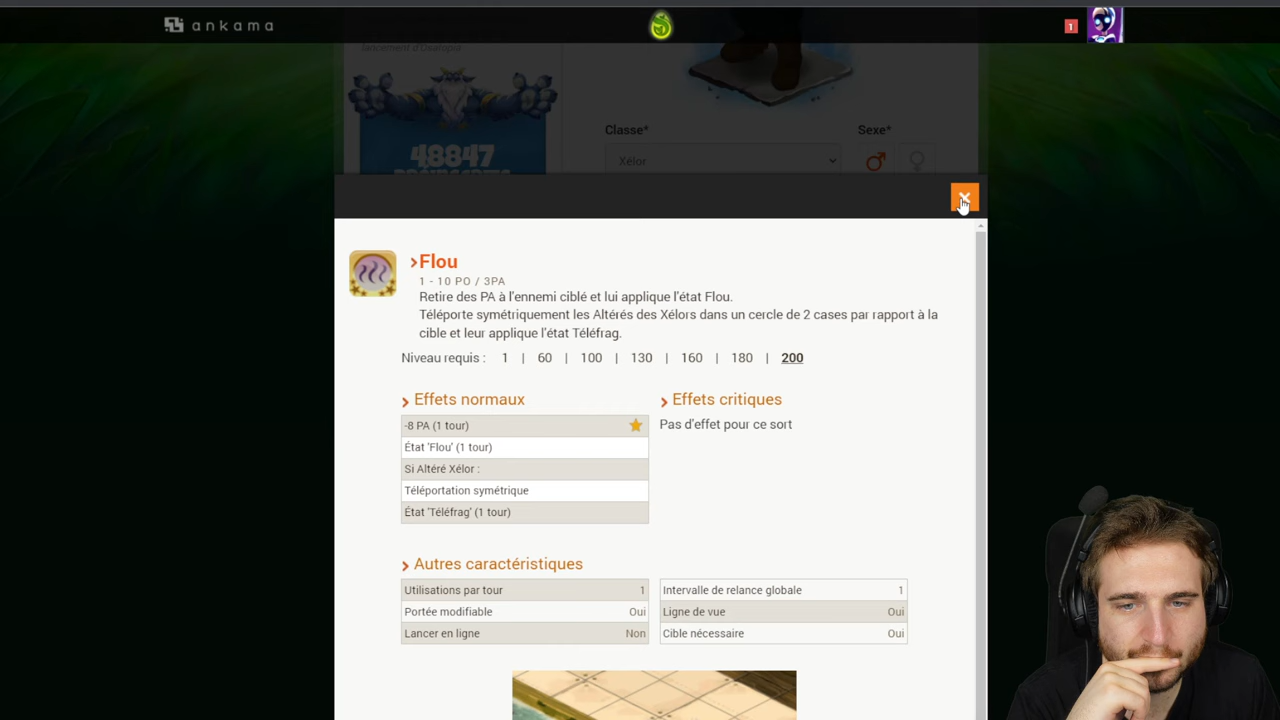 ankama
1
lancement d'Osatopia
48847
Classe*
Sexe*
Xélor
Flou
1 - 10 PO / 3PA
Retire des PA à l'ennemi ciblé et lui applique l'état Flou.
Téléporte symétriquement les Altérés des Xélors dans un cercle de 2 cases par rapport à la
cible et leur applique l'état Téléfrag.
Niveau requis : 1 | 60 | 100 | 130 | 160 | 180 | 200
Effets normaux
-8 PA (1 tour)
État 'Flou' (1 tour)
Si Altéré Xélor :
Téléportation symétrique
État 'Téléfrag' (1 tour)
Effets critiques
Pas d'effet pour ce sort
Autres caractéristiques
Utilisations par tour 1
Portée modifiable Oui
Lancer en ligne Non
Intervalle de relance globale 1
Ligne de vue Oui
Cible nécessaire Oui